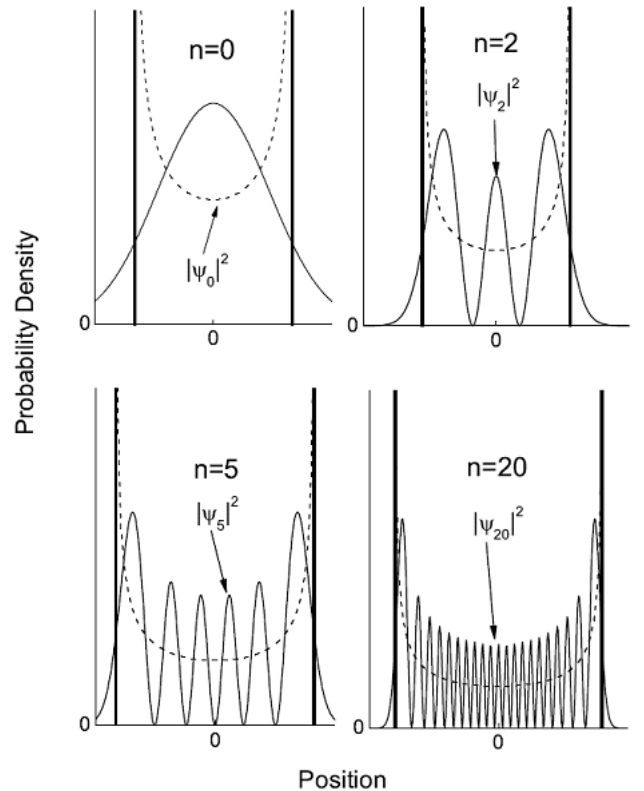 n=0
|ψ₀|²
0
0
n=2
|ψ₂|²
0
0
Probability Density
n=5
|ψ₅|²
0
0
n=20
|ψ₂₀|²
0
0
Position